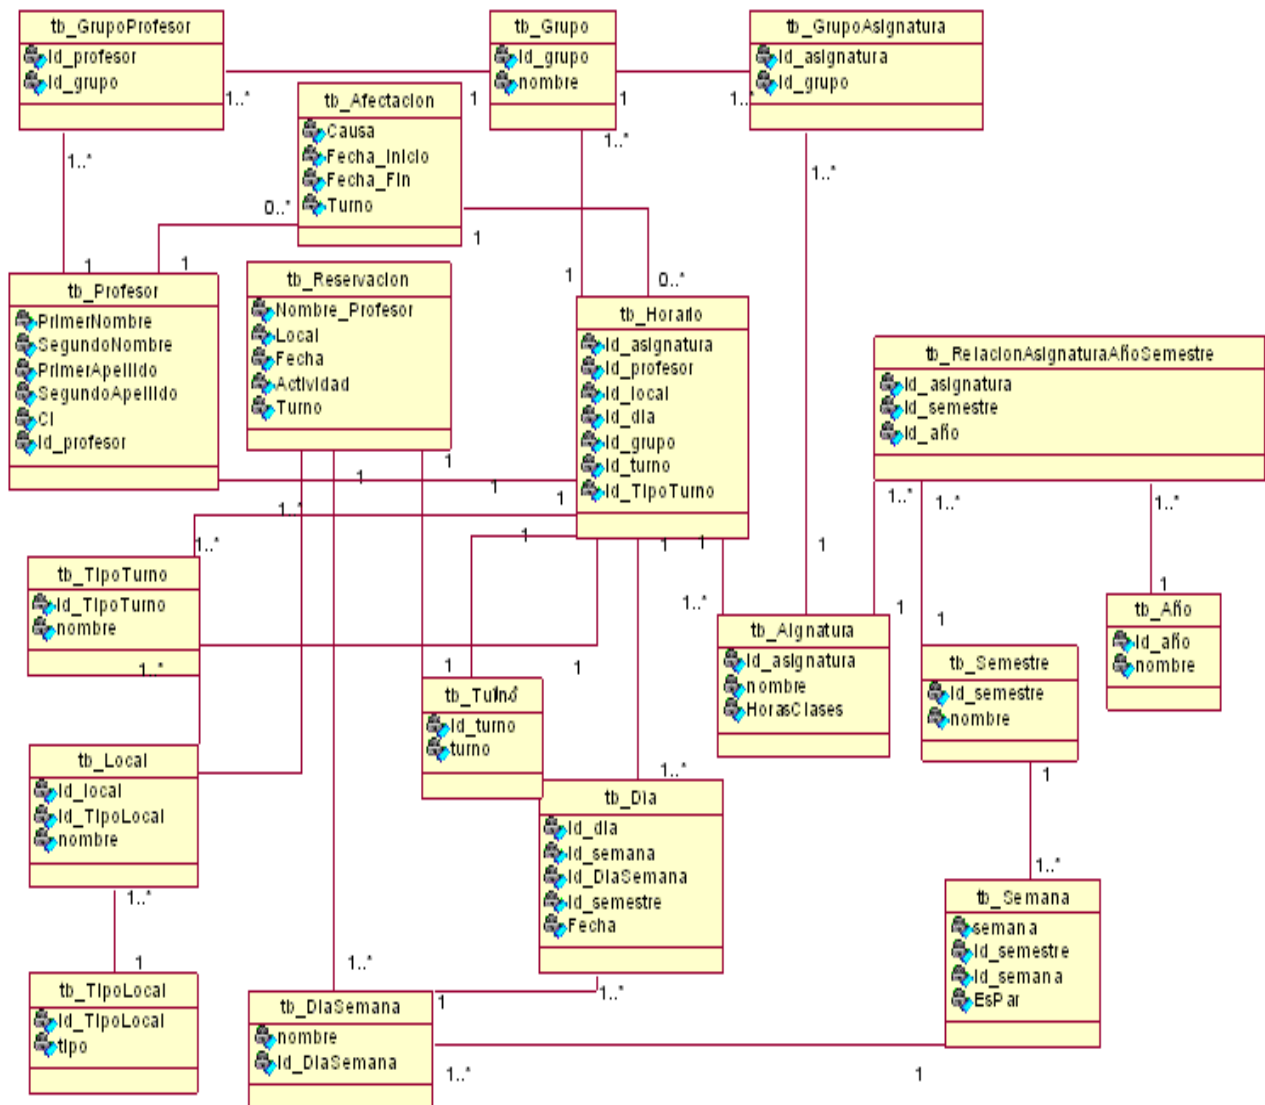 tb_GrupoProfesor
Id_profesor
Id_grupo
tb_Grupo
Id_grupo
nombre
tb_GrupoAsignatura
Id_asignatura
Id_grupo
1..*
1
1
1..*
tb_Afectacion
Causa
Fecha_Inicio
Fecha_Fin
Turno
1..*
1..*
1..*
0..*
1
1
1
1
0..*
tb_Profesor
PrimerNombre
SegundoNombre
PrimerApellido
SegundoApellido
CI
Id_profesor
tb_Reservacion
Nombre_Profesor
Local
Fecha
Actividad
Turno
tb_Horario
Id_asignatura
Id_profesor
Id_local
Id_dia
Id_grupo
Id_turno
Id_TipoTurno
tb_RelacionAsignaturaAñoSemestre
Id_asignatura
Id_semestre
Id_año
1
1
1
1
1..*
1..*
1..*
1..*
1..*
1
1
1
1
1
tb_TipoTurno
Id_TipoTurno
nombre
1..*
1
1
1
1
1..*
1
1
tb_Turno
Id_turno
turno
tb_Aignatura
Id_asignatura
nombre
HorasClases
tb_Semestre
Id_semestre
nombre
tb_Año
Id_año
nombre
tb_Local
Id_local
Id_TipoLocal
nombre
1..*
tb_Dia
Id_dia
Id_semana
Id_DiaSemana
Id_semestre
Fecha
1
1..*
tb_Semana
semana
Id_semestre
Id_semana
EsPar
1..*
1
tb_TipoLocal
Id_TipoLocal
tipo
1..*
1
1..*
tb_DiaSemana
nombre
Id_DiaSemana
1..*
1